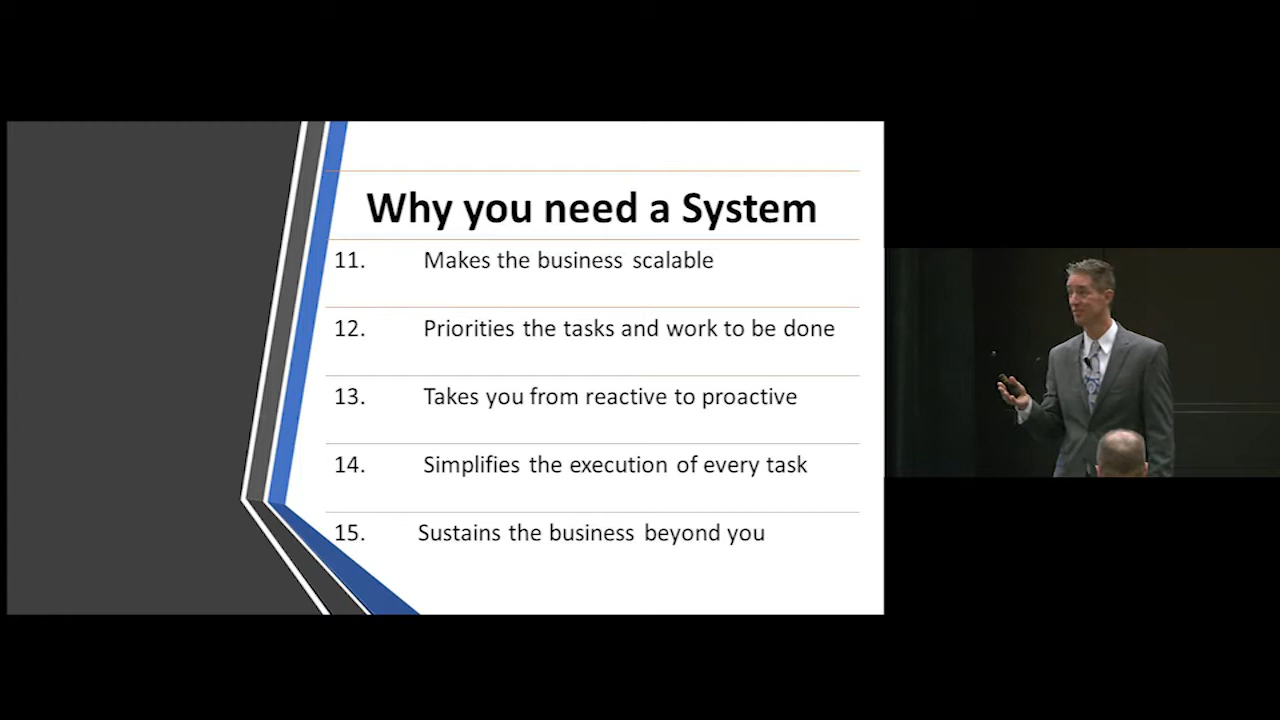 Why you need a System
11. Makes the business scalable
12. Priorities the tasks and work to be done
13. Takes you from reactive to proactive
14. Simplifies the execution of every task
15. Sustains the business beyond you